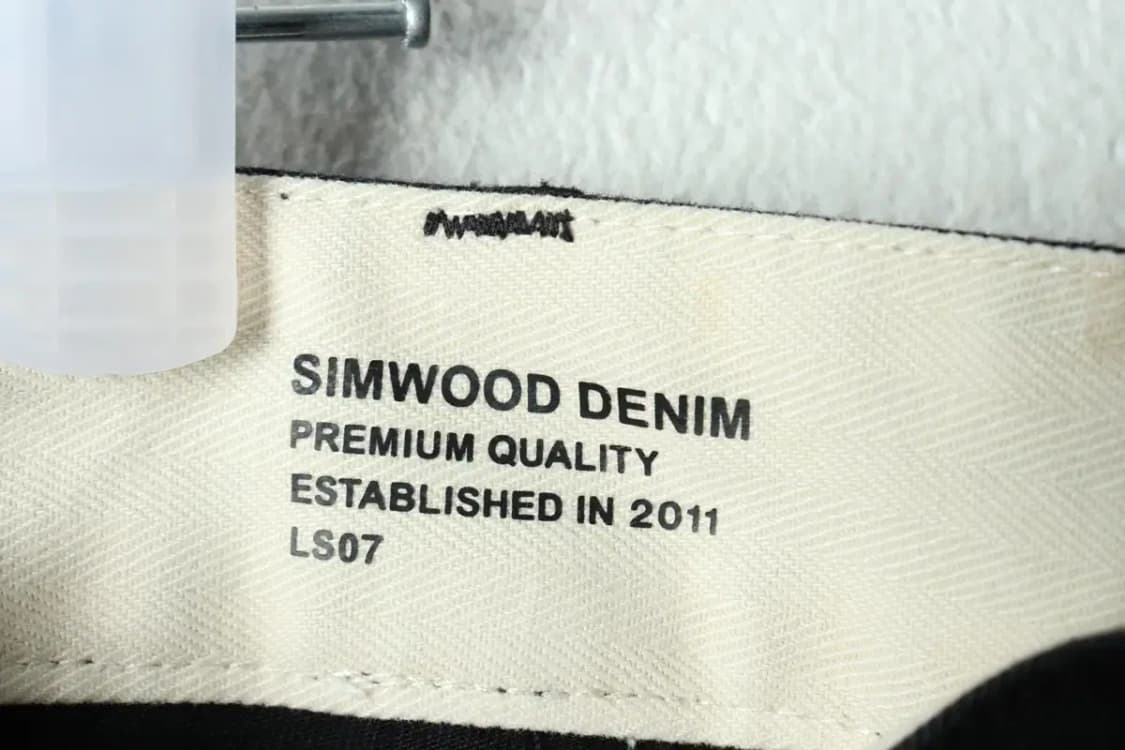 SIMWOOD DENIM
PREMIUM QUALITY
ESTABLISHED IN 2011
LS07